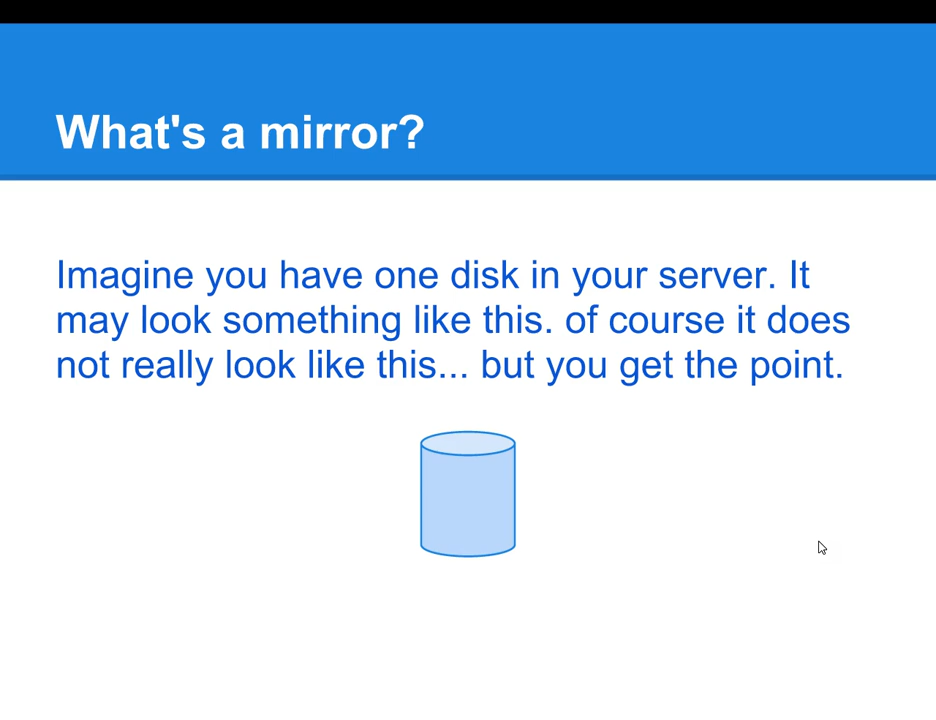 What's a mirror?
Imagine you have one disk in your server. It
may look something like this. of course it does
not really look like this... but you get the point.